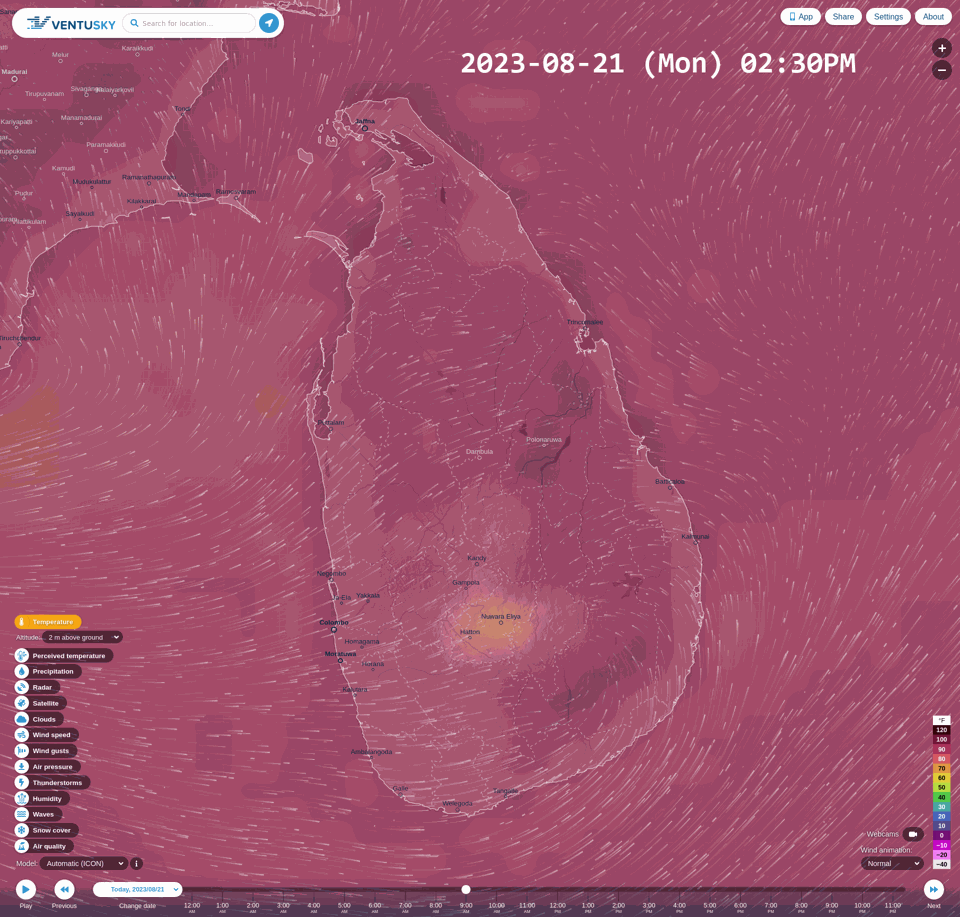 VENTUSKY
Search for location...
App
Share
Settings
About
2023-08-21 (Mon) 02:30PM
+
−
Karaikkudi
Melur
Madurai
Sivaganga
Kalaiyarkovil
Tirupuvanam
Tondi
Manamadurai
Kariyapatti
Paramakkudi
Jaffna
Kamudi
Mudukulattur
Ramanathapuram
Mandapam
Rameswaram
Pudur
Kilakkarai
Sayalkudi
Trincomalee
Puttalam
Polonaruwa
Dambula
Batticaloa
Kalmunai
Kandy
Negombo
Gampola
Ja-Ela
Yakkala
Nuwara Eliya
Colombo
Hatton
Homagama
Moratuwa
Horana
Kalutara
Ambalangoda
Galle
Tangalla
Weligoda
Temperature
Altitude:
2 m above ground
Perceived temperature
Precipitation
Radar
Satellite
Clouds
Wind speed
Wind gusts
Air pressure
Thunderstorms
Humidity
Waves
Snow cover
Air quality
Model:
Automatic (ICON)
i
°F
120
100
90
80
70
60
50
40
30
20
10
0
−10
−20
−40
Webcams
Wind animation:
Normal
Play
Previous
Today, 2023/08/21
Change date
12:00 AM
1:00 AM
2:00 AM
3:00 AM
4:00 AM
5:00 AM
6:00 AM
7:00 AM
8:00 AM
9:00 AM
10:00 AM
11:00 AM
12:00 PM
1:00 PM
2:00 PM
3:00 PM
4:00 PM
5:00 PM
6:00 PM
7:00 PM
8:00 PM
9:00 PM
10:00 PM
11:00 PM
Next